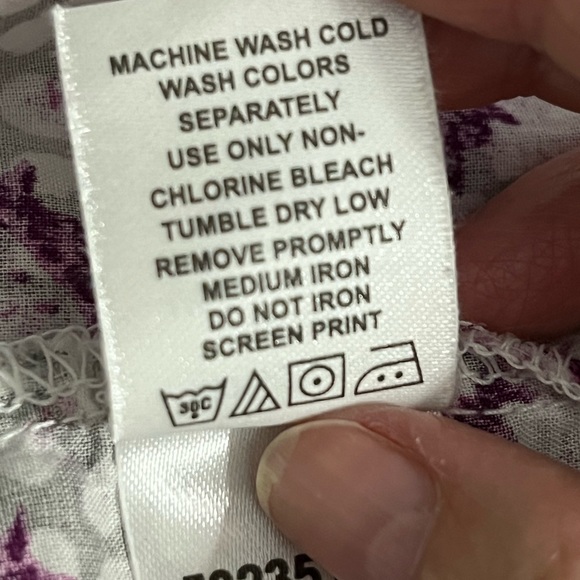 MACHINE WASH COLD
WASH COLORS
SEPARATELY
USE ONLY NON-
CHLORINE BLEACH
TUMBLE DRY LOW
REMOVE PROMPTLY
MEDIUM IRON
DO NOT IRON
SCREEN PRINT
30C